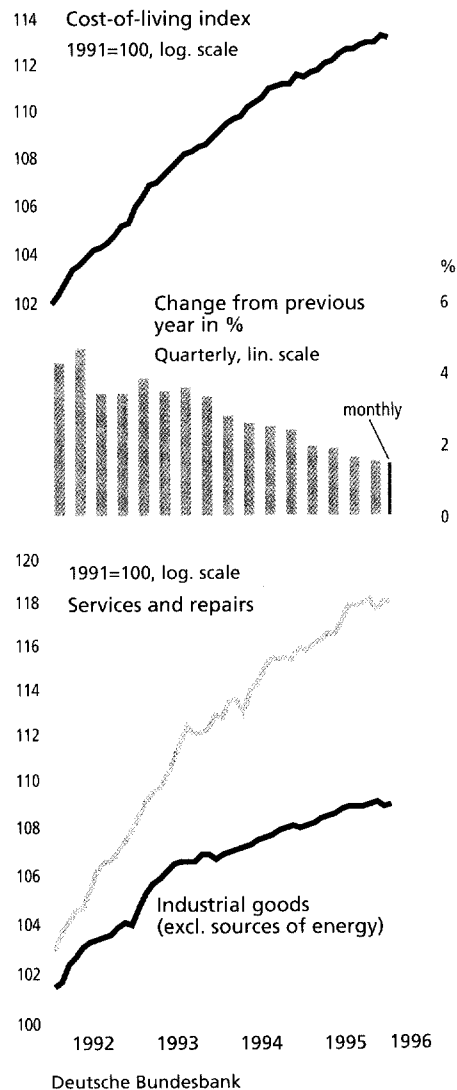 114
Cost-of-living index
1991=100, log. scale
112
110
108
106
104
102
%
6
4
2
0
Change from previous
year in %
Quarterly, lin. scale
monthly
120
1991=100, log. scale
118
Services and repairs
116
114
112
110
108
106
104
102
100
Industrial goods
(excl. sources of energy)
1992 1993 1994 1995 1996
Deutsche Bundesbank